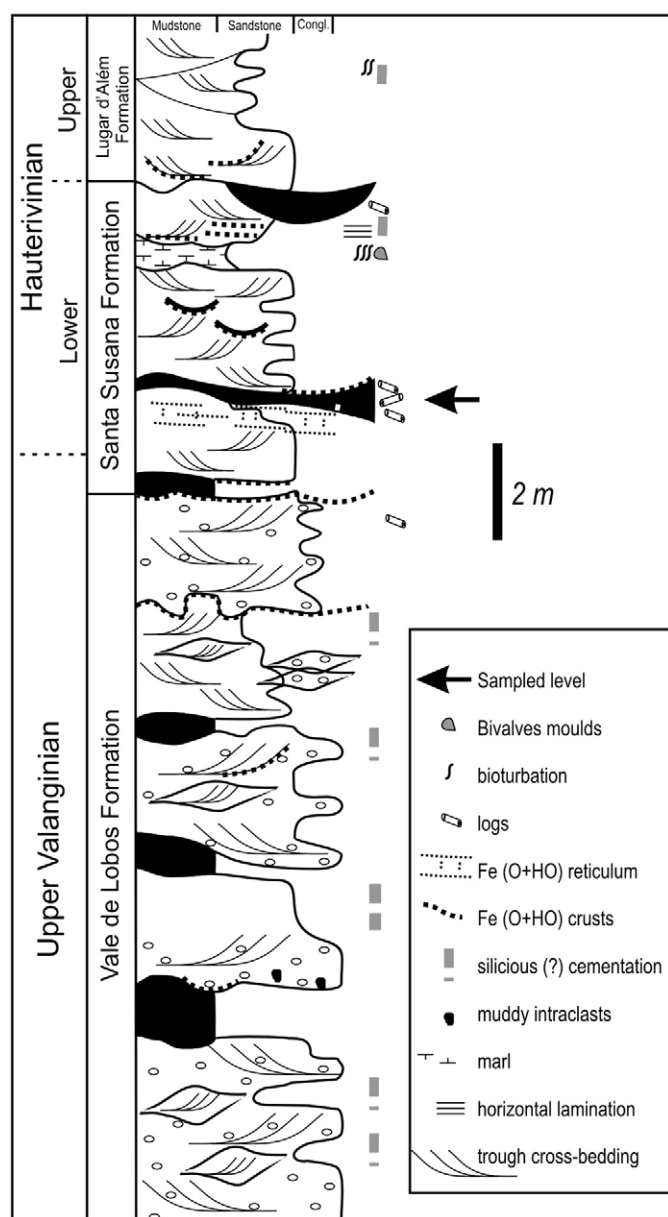 Mudstone
Sandstone
Congl.
Hauterivinian
Upper
Lower
Upper Valanginian
Lugar d'Além
Formation
Santa Susana Formation
Vale de Lobos Formation
2 m
Sampled level
Bivalves moulds
bioturbation
logs
Fe (O+HO) reticulum
Fe (O+HO) crusts
silicious (?) cementation
muddy intraclasts
marl
horizontal lamination
trough cross-bedding